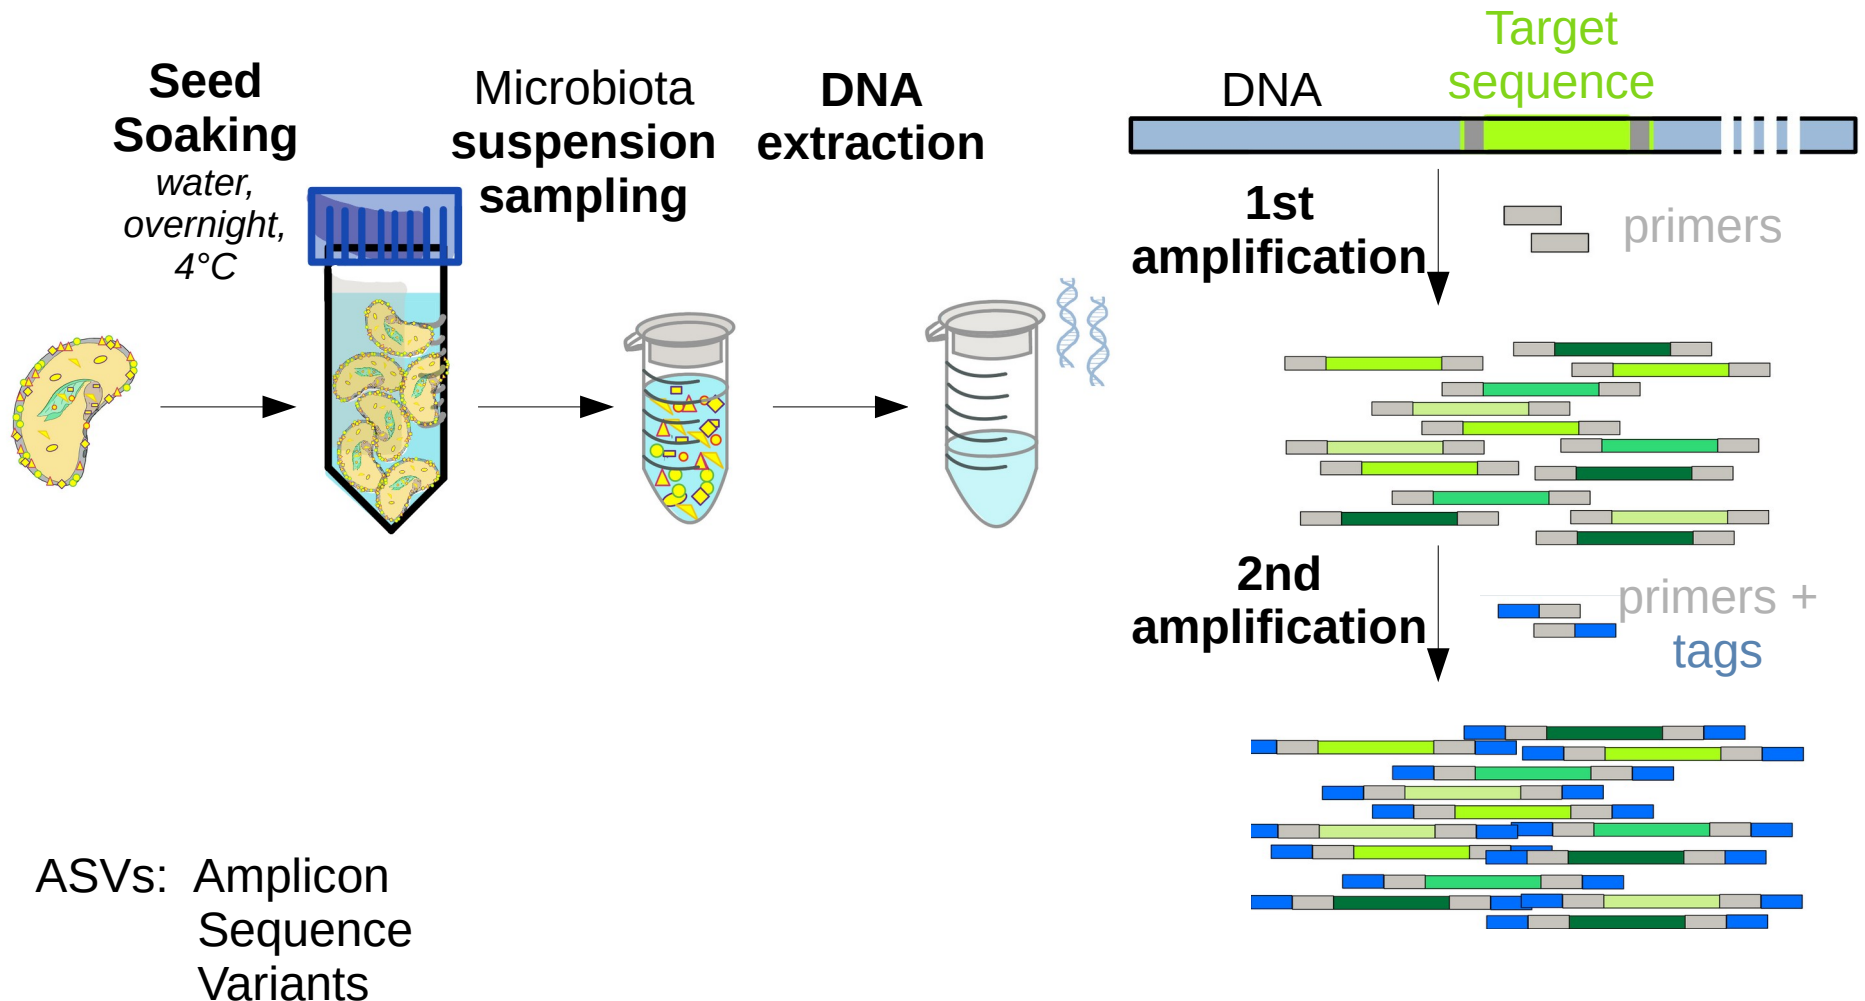 Seed
Soaking
water,
overnight,
4°C
Microbiota
suspension
sampling
DNA
extraction
DNA
Target
sequence
1st
amplification
primers
2nd
amplification
primers +
tags
ASVs: Amplicon
Sequence
Variants